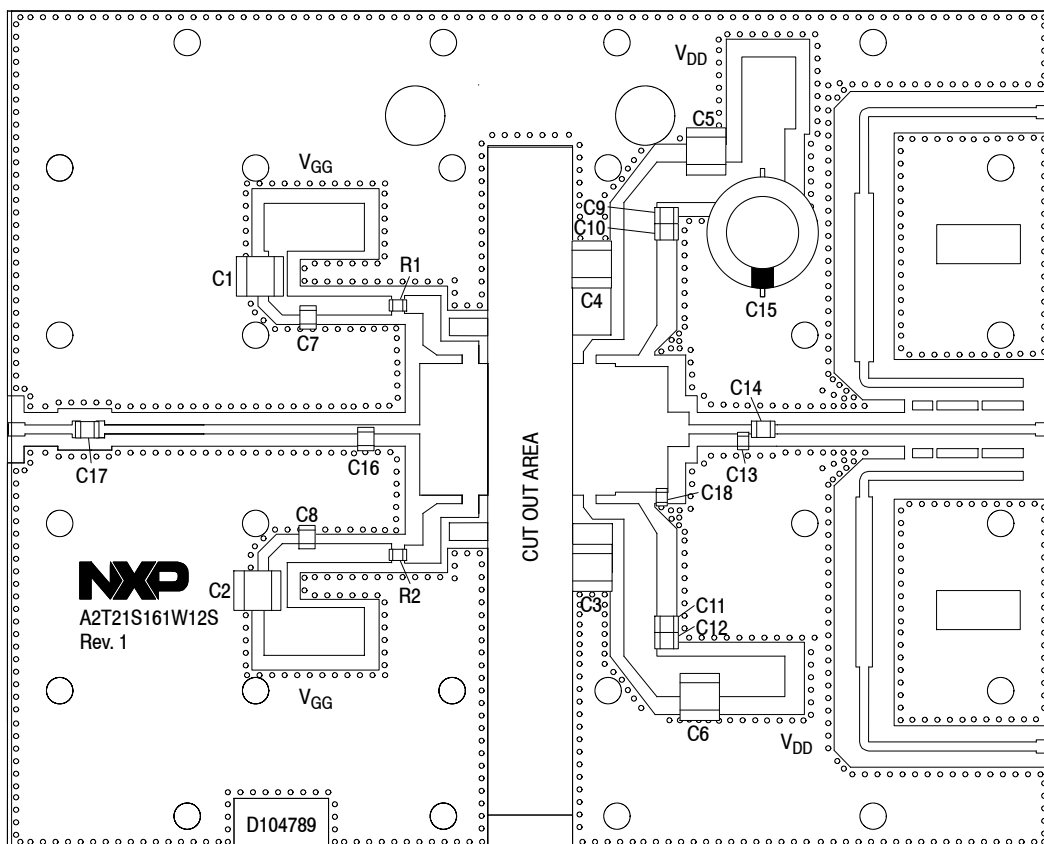 VDD
C5
VGG
C9
C10
C1
R1
C4
C15
C7
C14
C16
C13
C17
C18
CUT OUT AREA
C8
NXP
C2
R2
C3
A2T21S161W12S
Rev. 1
C11
C12
VGG
C6
VDD
D104789